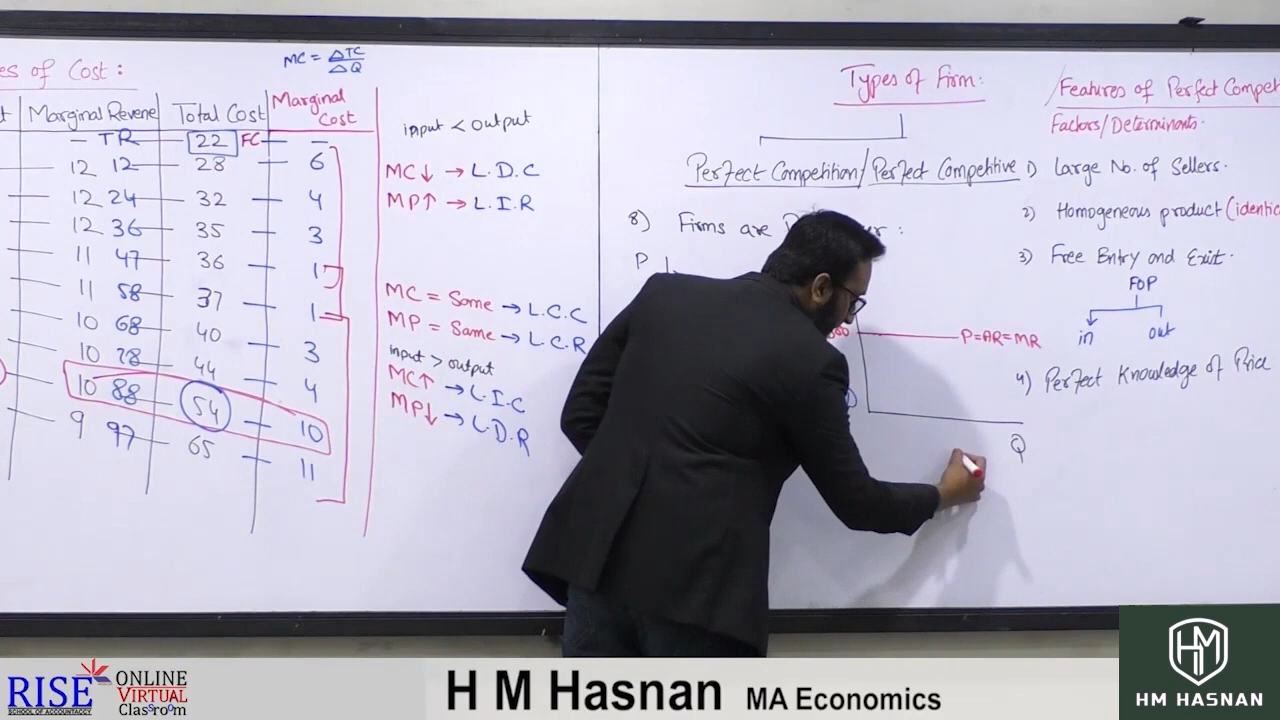 es of Cost:
MC = ΔTC/ΔQ
t | Marginal Revene | Total Cost | Marginal Cost
– TR – 22 FC – –
12 12 – 28 – 6
12 24 – 32 – 4
12 36 – 35 – 3
11 47 – 36 – 1
11 58 – 37 – 1
10 68 – 40 – 3
10 78 – 44 – 4
10 88 – 54 – 10
9 97 – 65 – 11
input < output
MC↓ → L.D.C
MP↑ → L.I.R
MC = Same → L.C.C
MP = Same → L.C.R
input > output
MC↑ → L.I.C
MP↓ → L.D.R
Types of Firm:
Perfect Competition/Perfect Competitive
8) Firms are
P
P=AR=MR
Q
Features of Perfect Compet
Factors/Determinants.
1) Large No. of Sellers.
2) Homogeneous product (identic
3) Free Entry and Exist.
FOP
in out
4) Perfect Knowledge of Price
RISE
SCHOOL OF ACCOUNTANCY
ONLINE
VIRTUAL
Classroom
H M Hasnan MA Economics
HM
HM HASNAN